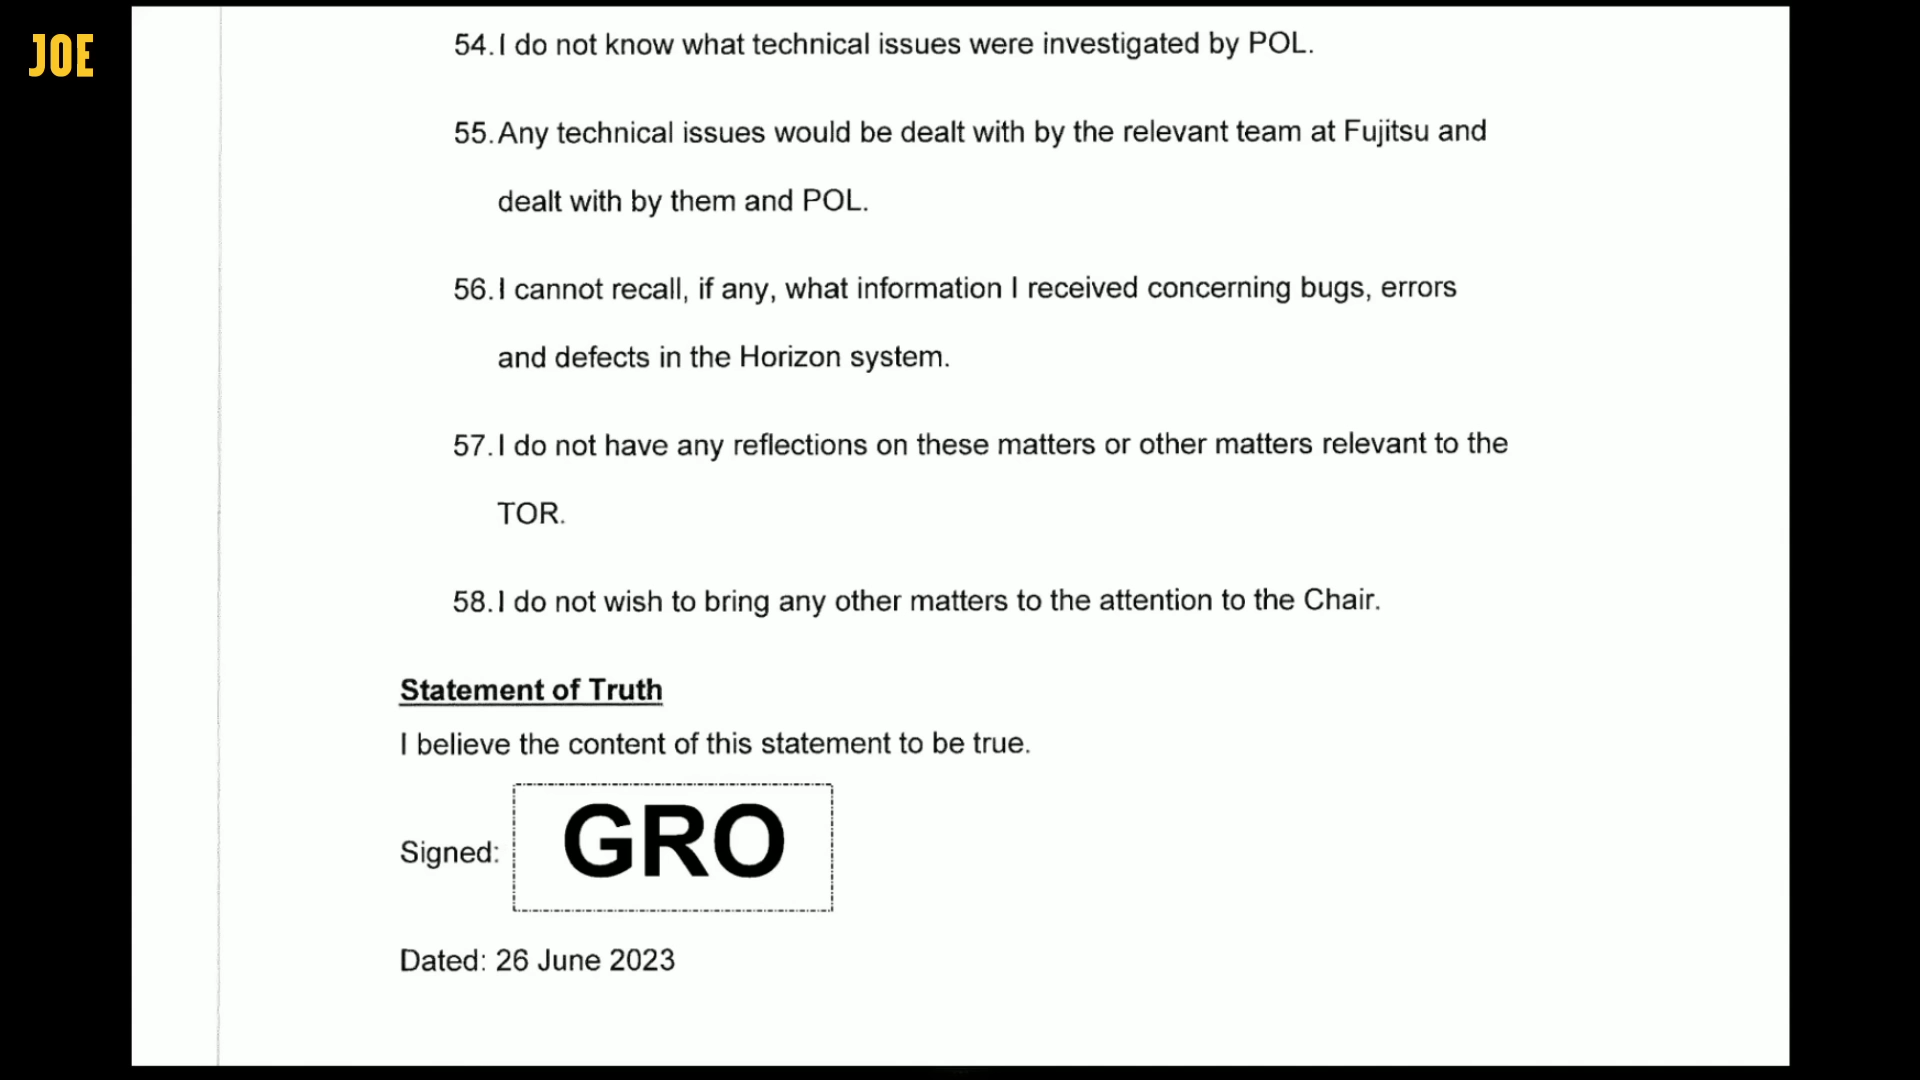 JOE
54. I do not know what technical issues were investigated by POL.
55. Any technical issues would be dealt with by the relevant team at Fujitsu and
dealt with by them and POL.
56. I cannot recall, if any, what information I received concerning bugs, errors
and defects in the Horizon system.
57. I do not have any reflections on these matters or other matters relevant to the
TOR.
58. I do not wish to bring any other matters to the attention to the Chair.
Statement of Truth
I believe the content of this statement to be true.
Signed: GRO
Dated: 26 June 2023